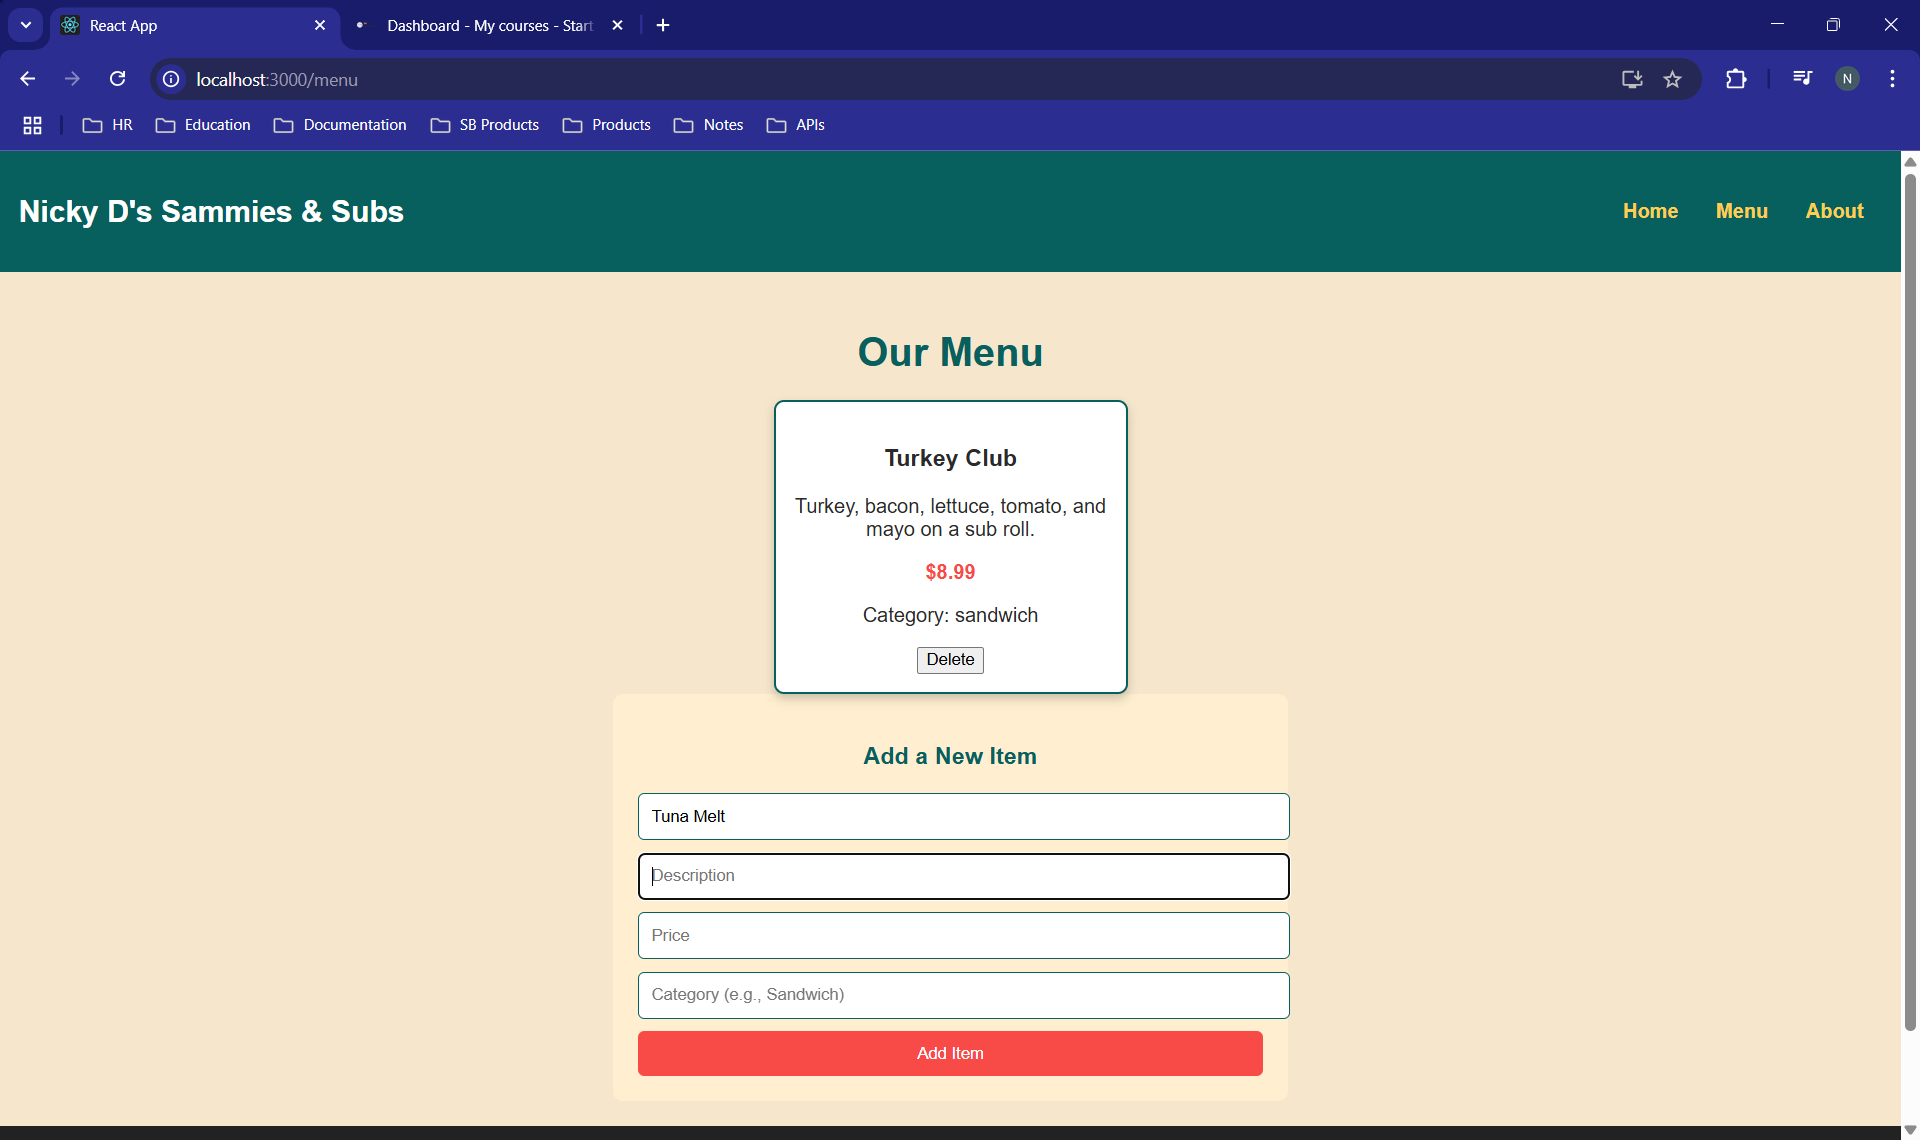 React App
Dashboard - My courses - Start
localhost:3000/menu
N
HR
Education
Documentation
SB Products
Products
Notes
APIs
Nicky D's Sammies & Subs
Home
Menu
About
Our Menu
Turkey Club
Turkey, bacon, lettuce, tomato, and
mayo on a sub roll.
$8.99
Category: sandwich
Delete
Add a New Item
Tuna Melt
Description
Price
Category (e.g., Sandwich)
Add Item